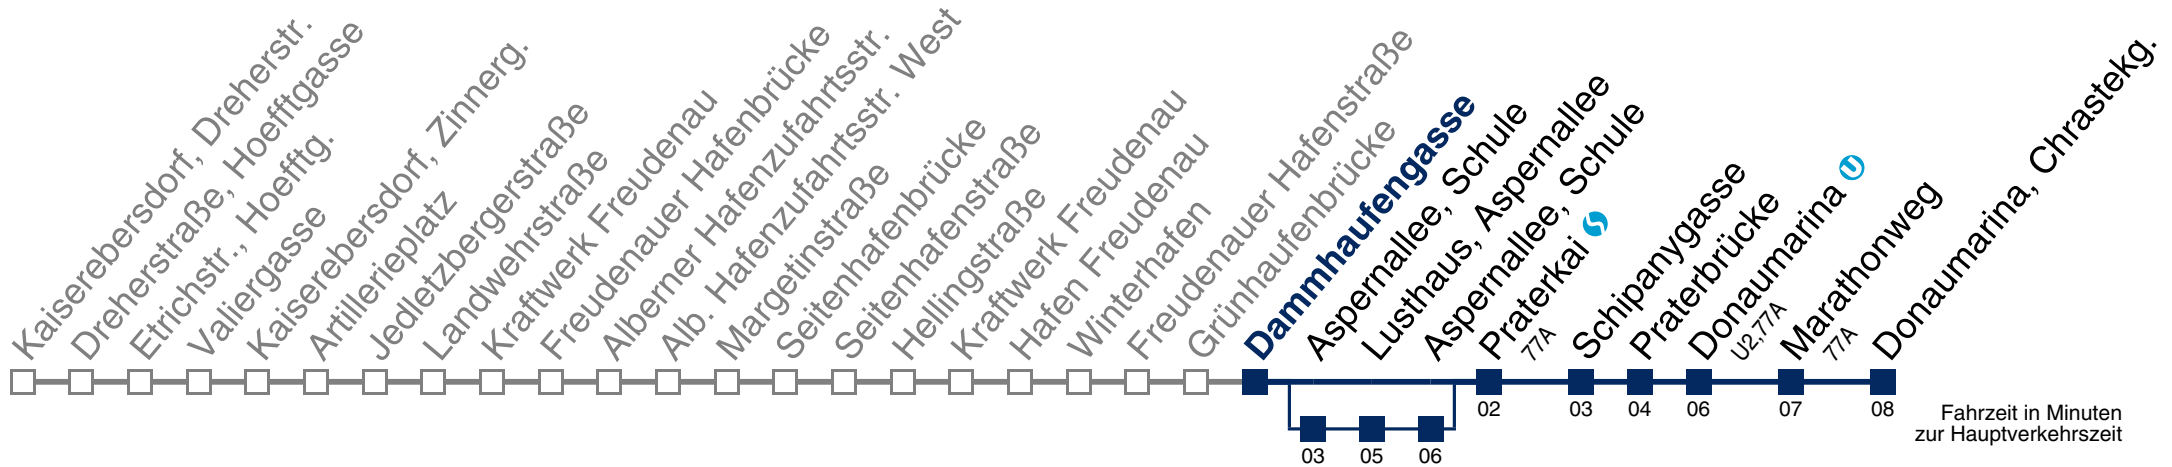 Kaiserebersdorf, Dreherstr.
Dreherstraße, Hoefftgasse
Etrichstr., Hoefftg.
Valiergasse
Kaiserebersdorf, Zinnerg.
Artillerieplatz
Jedletzbergerstraße
Landwehrstraße
Kraftwerk Freudenau
Freudenauer Hafenbrücke
Alberner Hafenzufahrtsstr.
Alb. Hafenzufahrtsstr. West
Margetinstraße
Seitenhafenbrücke
Seitenhafenstraße
Hellingstraße
Kraftwerk Freudenau
Hafen Freudenau
Winterhafen
Freudenauer Hafenstraße
Grünhaufenbrücke
Dammhaufengasse
Aspernallee, Schule
Lusthaus, Aspernallee
Aspernallee, Schule
Praterkai
77A
Schipanygasse
Praterbrücke
Donaumarina U
U2,77A
Marathonweg
77A
Donaumarina, Chrastekg.
02 03 04 06 07 08
03 05 06
Fahrzeit in Minuten
zur Hauptverkehrszeit